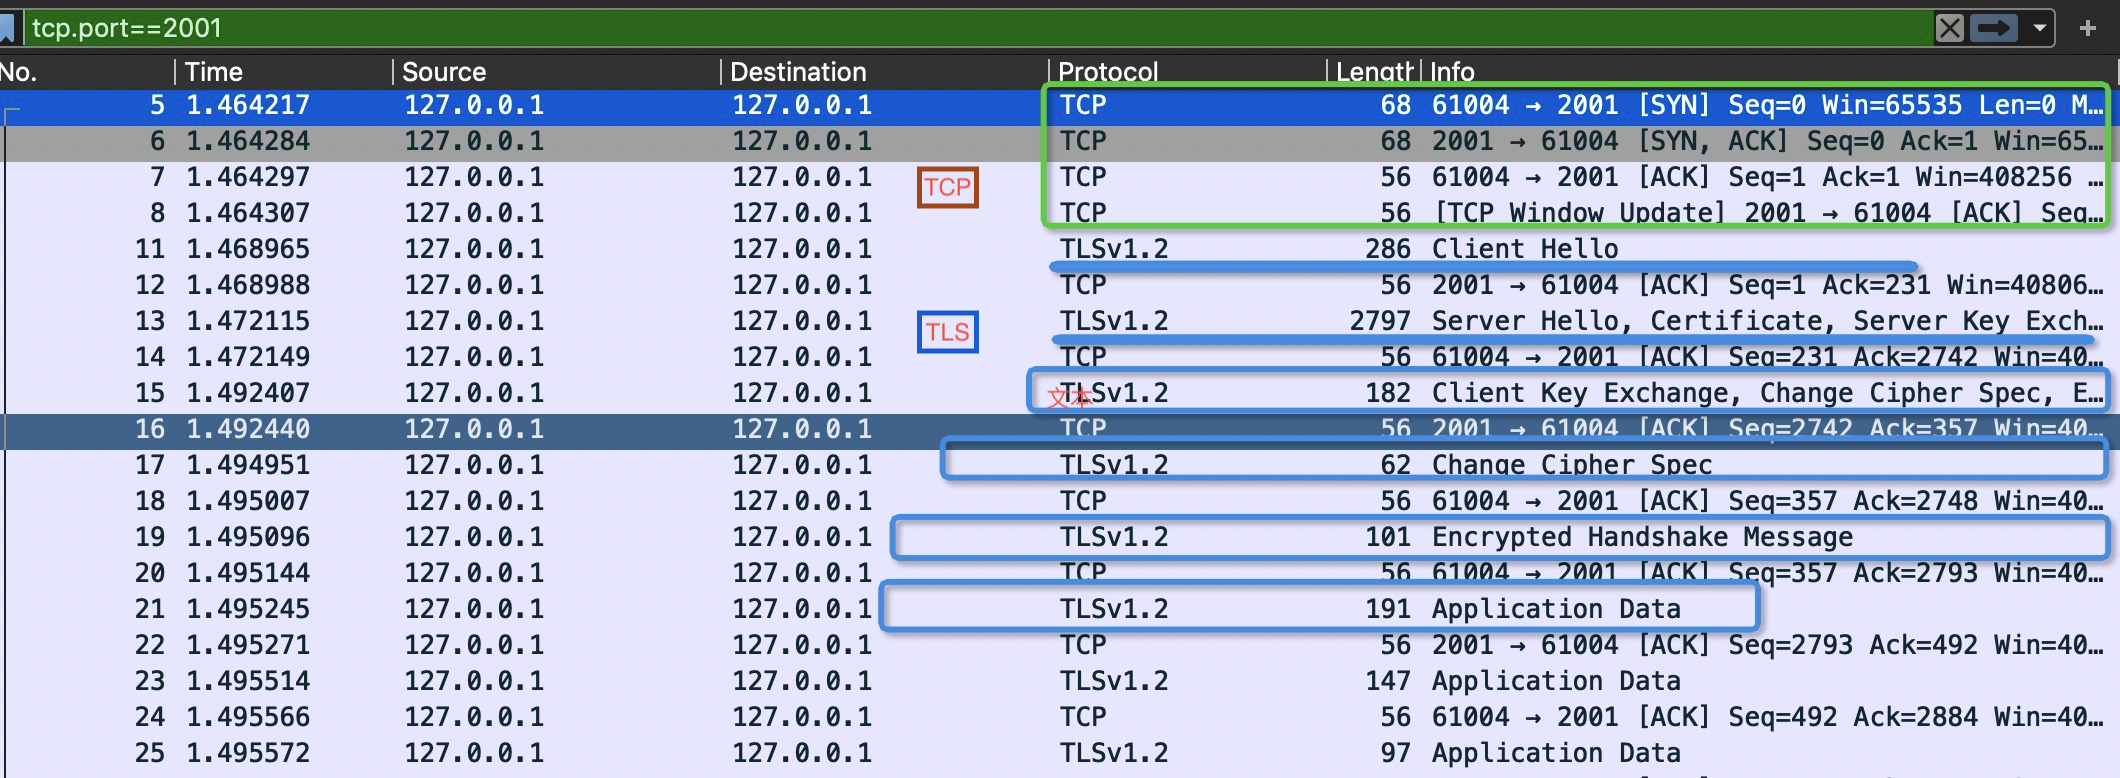 tcp.port==2001
No. Time Source Destination Protocol Length Info
5 1.464217 127.0.0.1 127.0.0.1 TCP 68 61004 → 2001 [SYN] Seq=0 Win=65535 Len=0 M…
6 1.464284 127.0.0.1 127.0.0.1 TCP 68 2001 → 61004 [SYN, ACK] Seq=0 Ack=1 Win=65…
7 1.464297 127.0.0.1 127.0.0.1 TCP 56 61004 → 2001 [ACK] Seq=1 Ack=1 Win=408256 …
TCP
8 1.464307 127.0.0.1 127.0.0.1 TCP 56 [TCP Window Update] 2001 → 61004 [ACK] Seq…
11 1.468965 127.0.0.1 127.0.0.1 TLSv1.2 286 Client Hello
12 1.468988 127.0.0.1 127.0.0.1 TCP 56 2001 → 61004 [ACK] Seq=1 Ack=231 Win=40806…
13 1.472115 127.0.0.1 127.0.0.1 TLSv1.2 2797 Server Hello, Certificate, Server Key Exch…
TLS
14 1.472149 127.0.0.1 127.0.0.1 TCP 56 61004 → 2001 [ACK] Seq=231 Ack=2742 Win=40…
15 1.492407 127.0.0.1 127.0.0.1 TLSv1.2 182 Client Key Exchange, Change Cipher Spec, E…
文本
16 1.492440 127.0.0.1 127.0.0.1 TCP 56 2001 → 61004 [ACK] Seq=2742 Ack=357 Win=40…
17 1.494951 127.0.0.1 127.0.0.1 TLSv1.2 62 Change Cipher Spec
18 1.495007 127.0.0.1 127.0.0.1 TCP 56 61004 → 2001 [ACK] Seq=357 Ack=2748 Win=40…
19 1.495096 127.0.0.1 127.0.0.1 TLSv1.2 101 Encrypted Handshake Message
20 1.495144 127.0.0.1 127.0.0.1 TCP 56 61004 → 2001 [ACK] Seq=357 Ack=2793 Win=40…
21 1.495245 127.0.0.1 127.0.0.1 TLSv1.2 191 Application Data
22 1.495271 127.0.0.1 127.0.0.1 TCP 56 2001 → 61004 [ACK] Seq=2793 Ack=492 Win=40…
23 1.495514 127.0.0.1 127.0.0.1 TLSv1.2 147 Application Data
24 1.495566 127.0.0.1 127.0.0.1 TCP 56 61004 → 2001 [ACK] Seq=492 Ack=2884 Win=40…
25 1.495572 127.0.0.1 127.0.0.1 TLSv1.2 97 Application Data